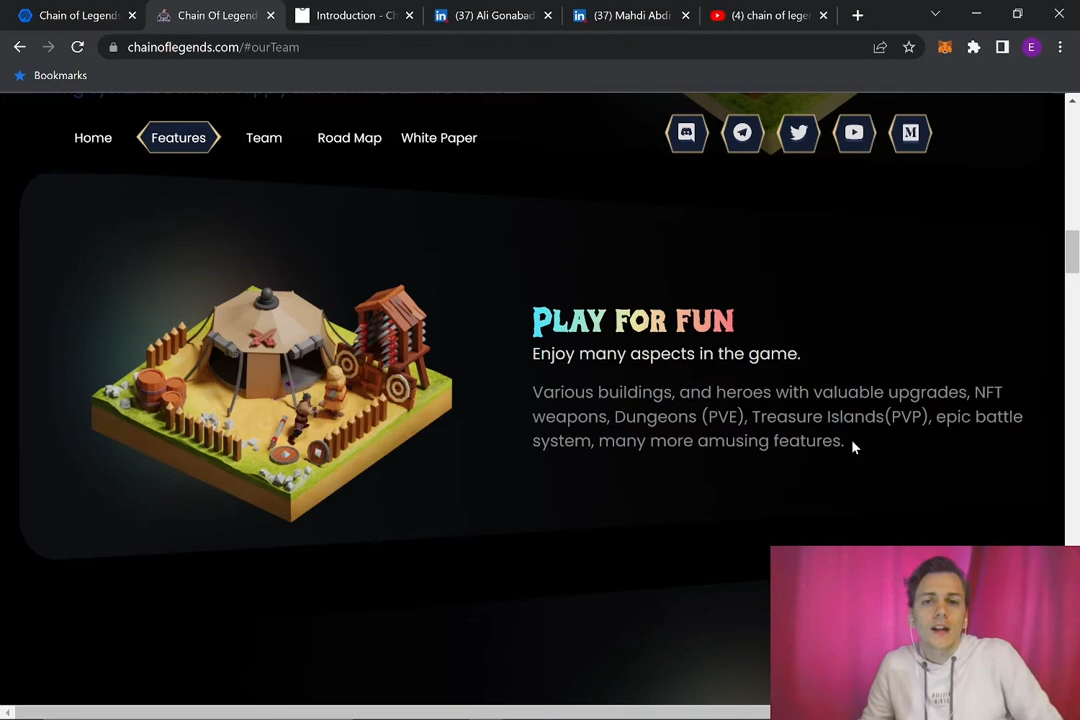 Chain of Legends
Chain Of Legend
Introduction - Ch
(37) Ali Gonabad
(37) Mahdi Abdi
(4) chain of lege
chainoflegends.com/#ourTeam
E
Bookmarks
Home
Features
Team
Road Map
White Paper
PLAY FOR FUN
Enjoy many aspects in the game.
Various buildings, and heroes with valuable upgrades, NFT
weapons, Dungeons (PVE), Treasure Islands(PVP), epic battle
system, many more amusing features.